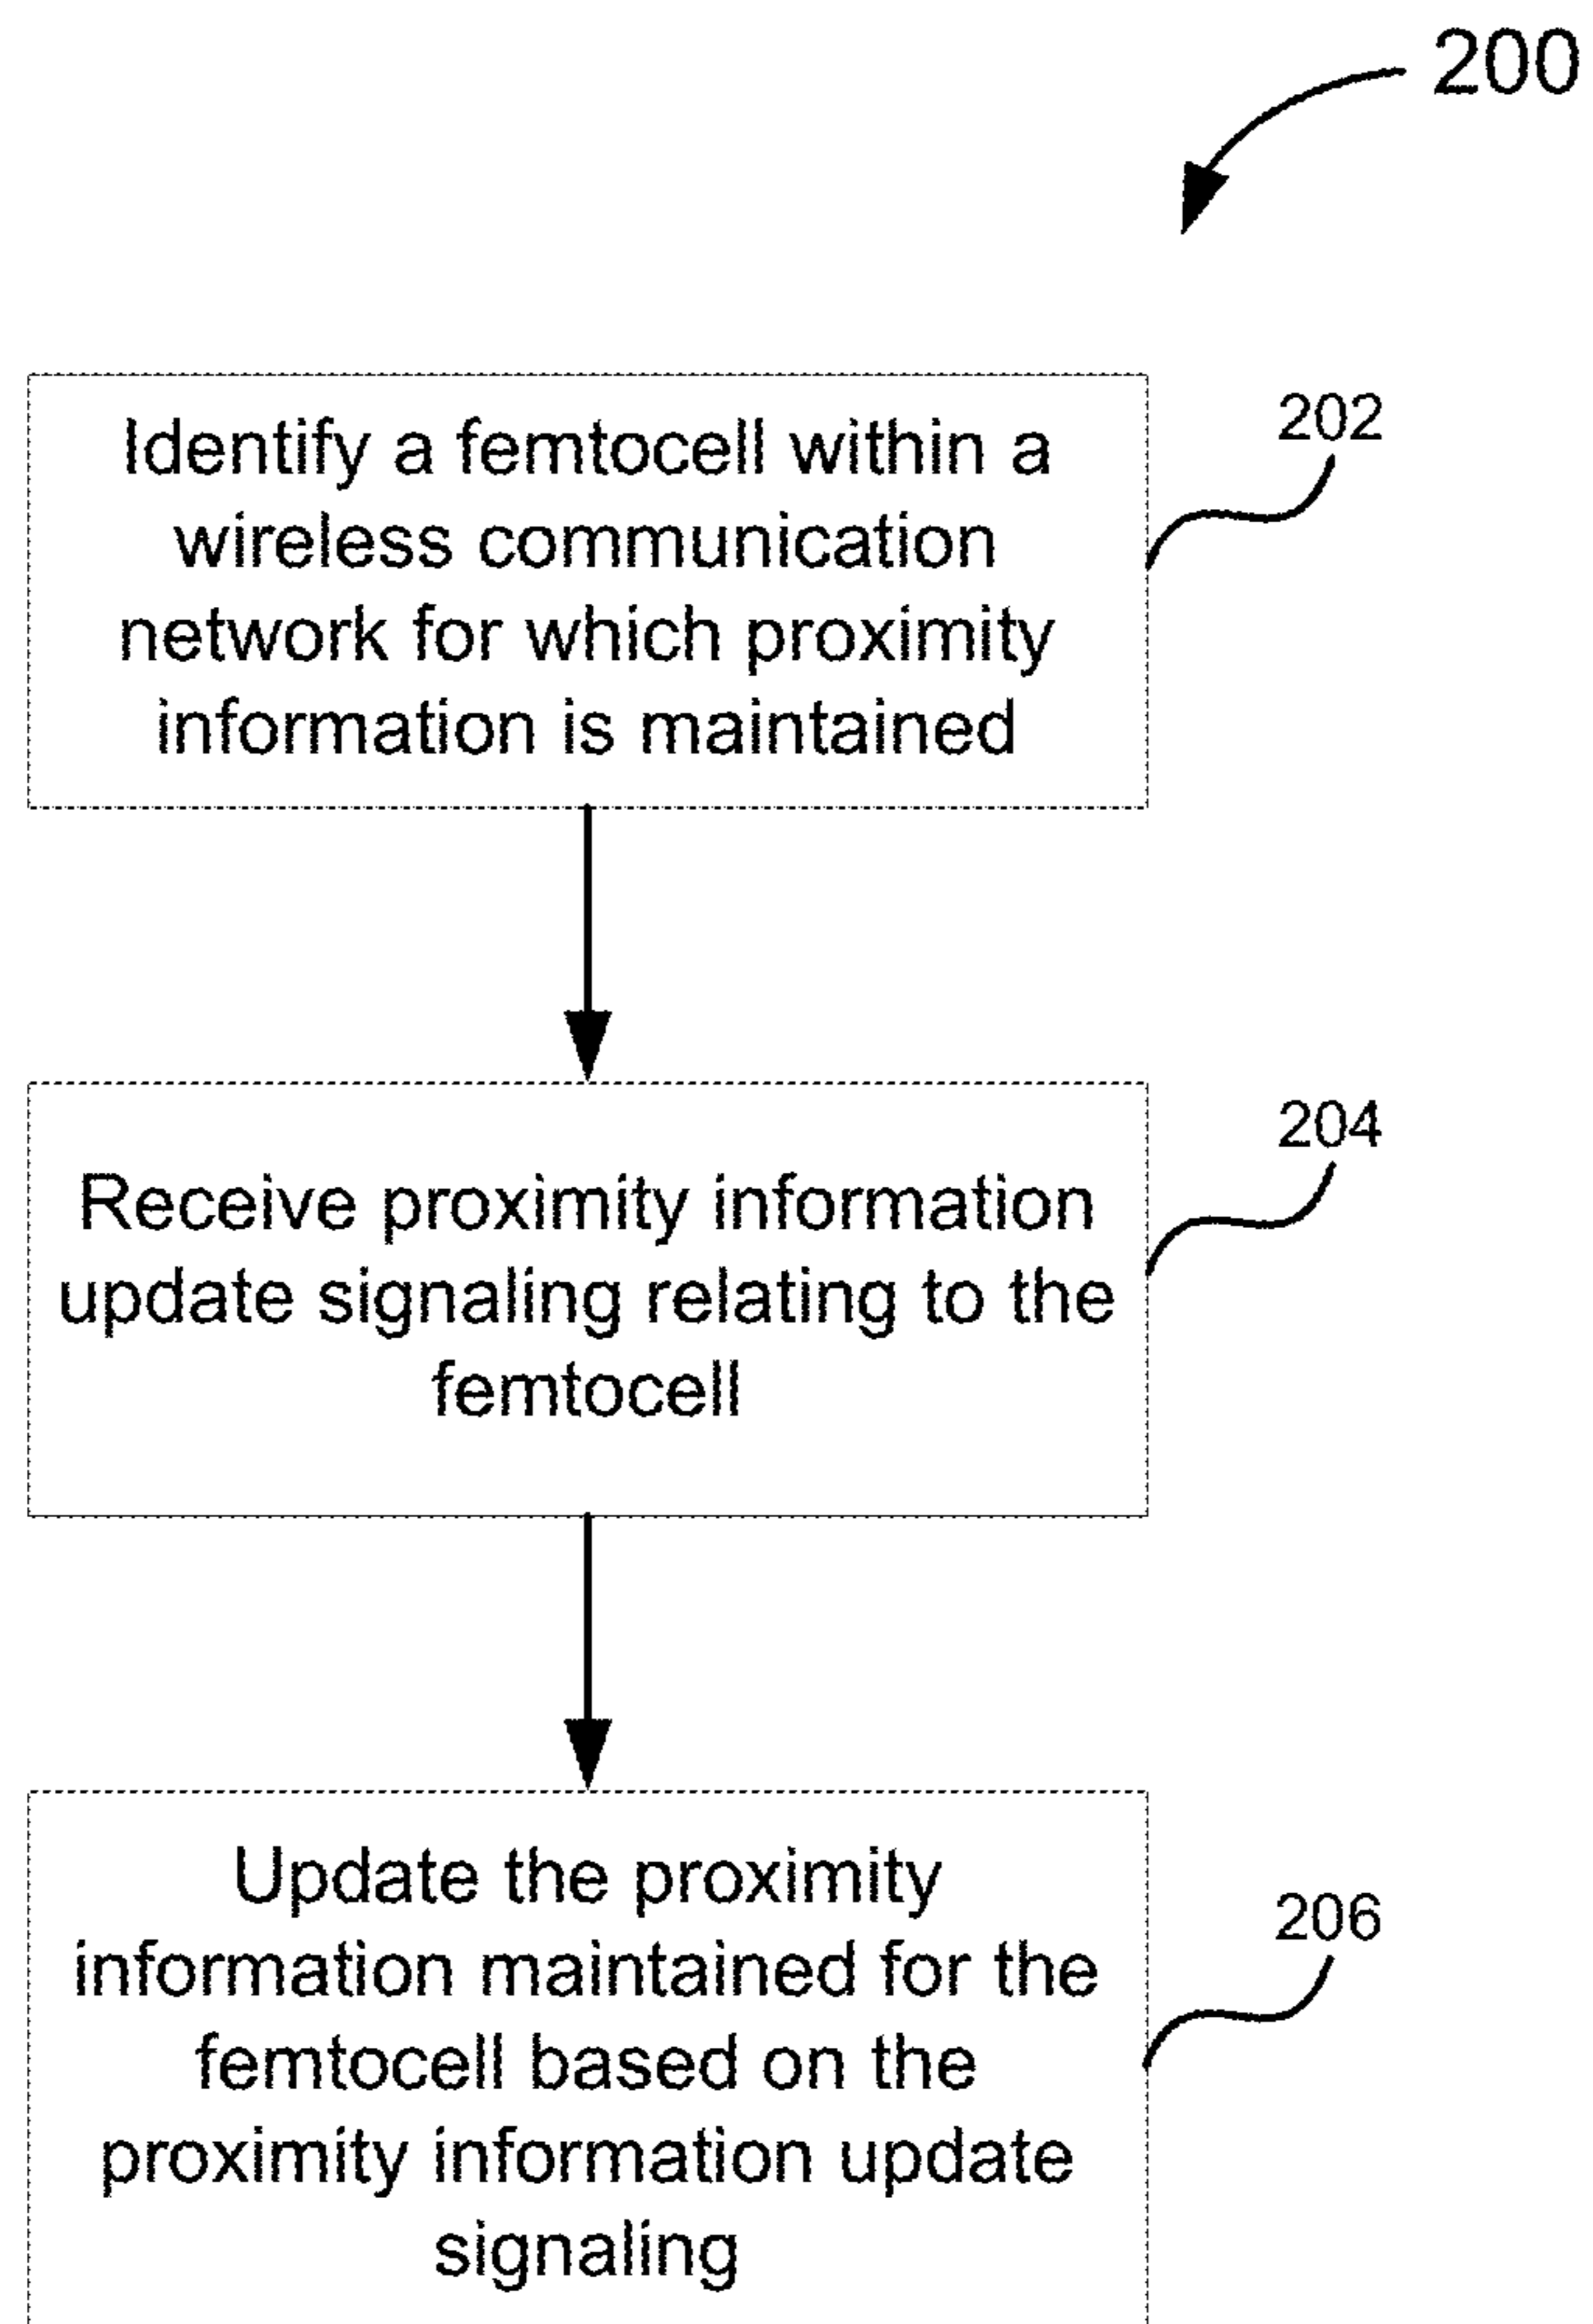 200
Identify a femtocell within a
wireless communication
network for which proximity
information is maintained
202
Receive proximity information
update signaling relating to the
femtocell
204
Update the proximity
information maintained for the
femtocell based on the
proximity information update
signaling
206